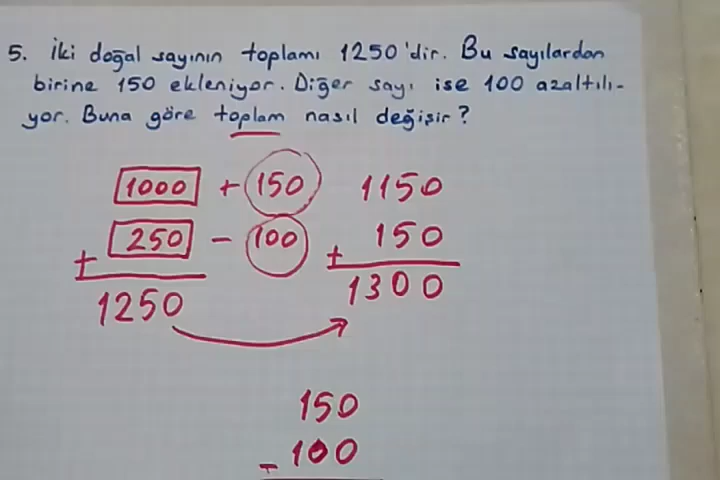 5. İki doğal sayının toplamı 1250'dir. Bu sayılardan
birine 150 ekleniyor. Diğer sayı ise 100 azaltılı-
yor. Buna göre toplam nasıl değişir?
1000 + 150 1150
+ 250 - 100 + 150
1250 1300
150
- 100